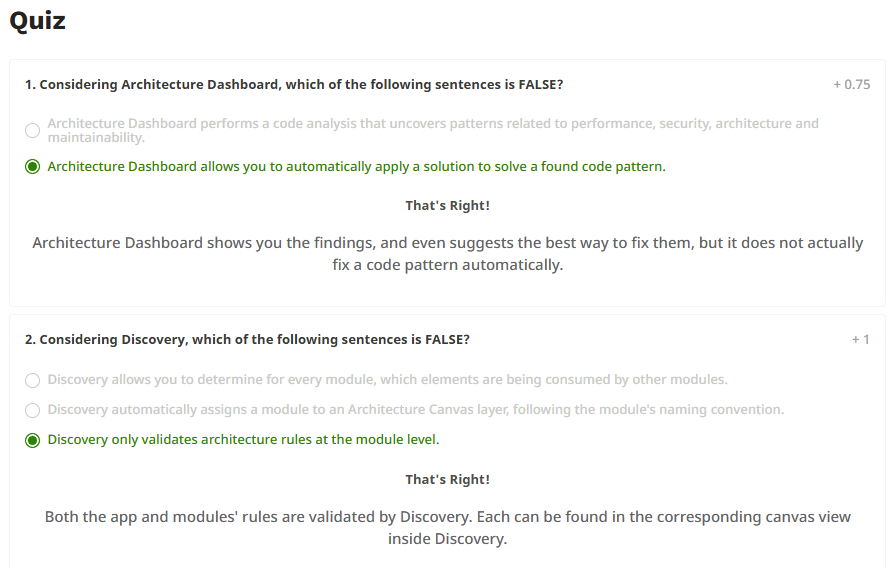 Quiz
1. Considering Architecture Dashboard, which of the following sentences is FALSE?
+ 0.75
Architecture Dashboard performs a code analysis that uncovers patterns related to performance, security, architecture and
maintainability.
Architecture Dashboard allows you to automatically apply a solution to solve a found code pattern.
That's Right!
Architecture Dashboard shows you the findings, and even suggests the best way to fix them, but it does not actually
fix a code pattern automatically.
2. Considering Discovery, which of the following sentences is FALSE?
+ 1
Discovery allows you to determine for every module, which elements are being consumed by other modules.
Discovery automatically assigns a module to an Architecture Canvas layer, following the module's naming convention.
Discovery only validates architecture rules at the module level.
That's Right!
Both the app and modules' rules are validated by Discovery. Each can be found in the corresponding canvas view
inside Discovery.